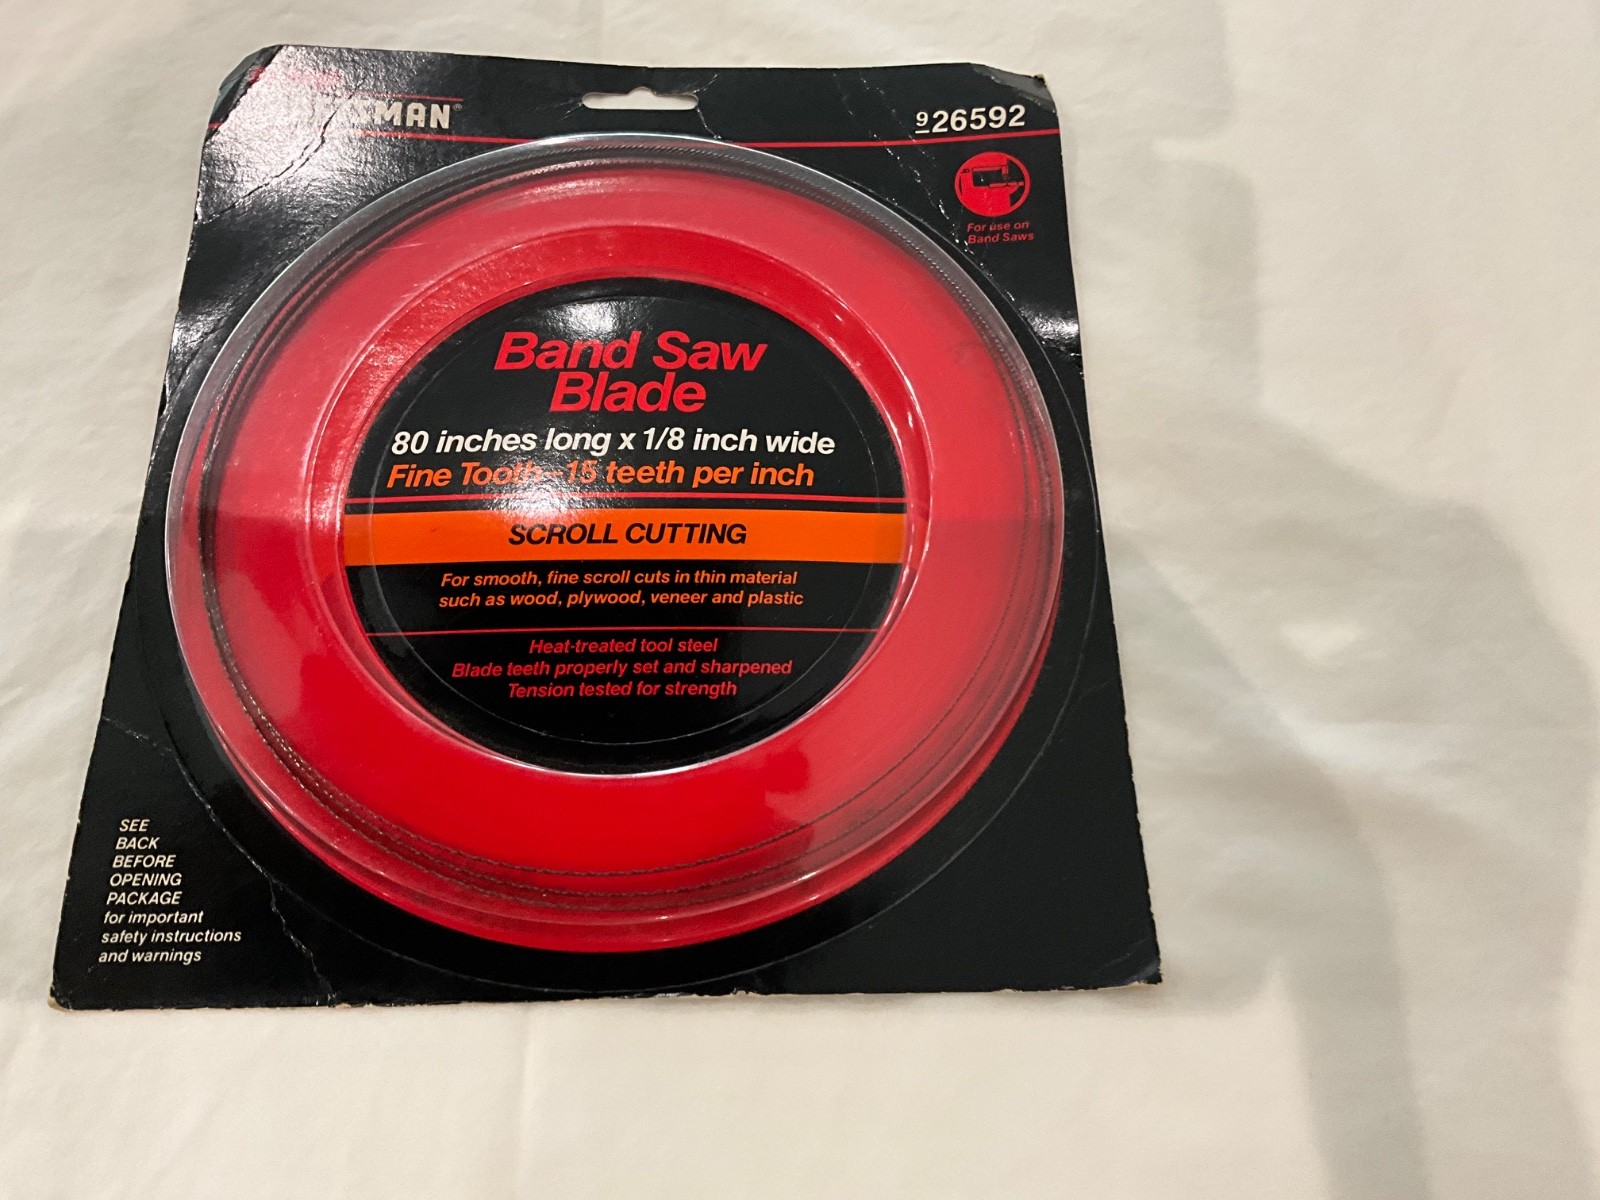 926592
For use on
Band Saws
Band Saw
Blade
80 inches long x 1/8 inch wide
Fine Tooth–15 teeth per inch
SCROLL CUTTING
For smooth, fine scroll cuts in thin material
such as wood, plywood, veneer and plastic
Heat-treated tool steel
Blade teeth properly set and sharpened
Tension tested for strength
SEE
BACK
BEFORE
OPENING
PACKAGE
for important
safety instructions
and warnings